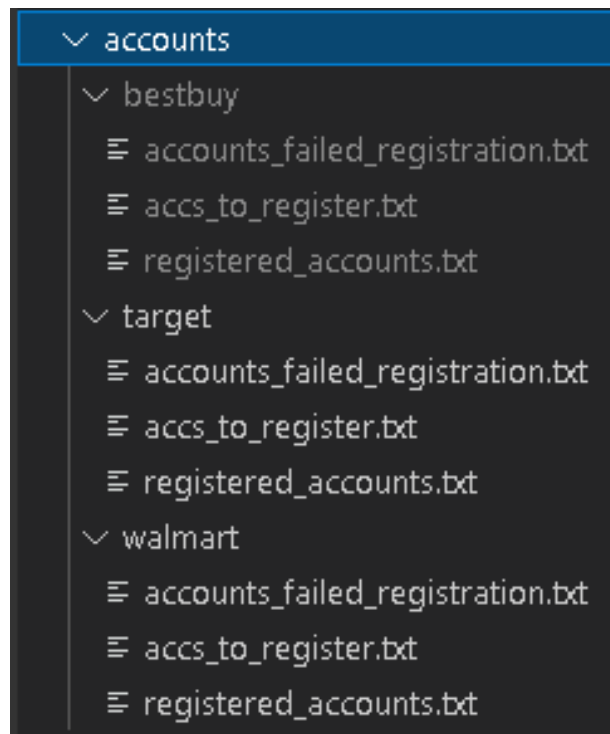 accounts
bestbuy
accounts_failed_registration.txt
accs_to_register.txt
registered_accounts.txt
target
accounts_failed_registration.txt
accs_to_register.txt
registered_accounts.txt
walmart
accounts_failed_registration.txt
accs_to_register.txt
registered_accounts.txt